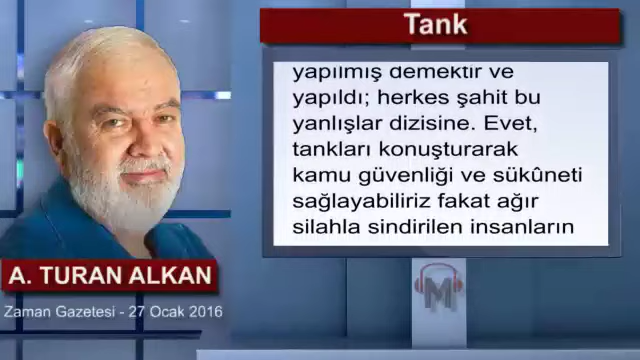 Tank
yapılmış demektir ve
yapıldı; herkes şahit bu
yanlışlar dizisine. Evet,
tankları konuşturarak
kamu güvenliği ve sükûneti
sağlayabiliriz fakat ağır
silahla sindirilen insanların
A. TURAN ALKAN
Zaman Gazetesi - 27 Ocak 2016
M